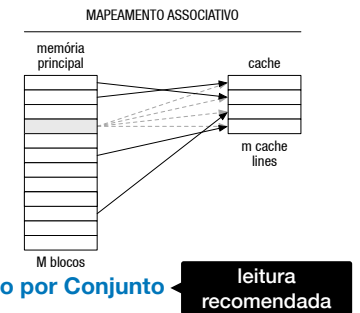 MAPEAMENTO ASSOCIATIVO
memória
principal
cache
m cache
lines
M blocos
o por Conjunto
leitura
recomendada